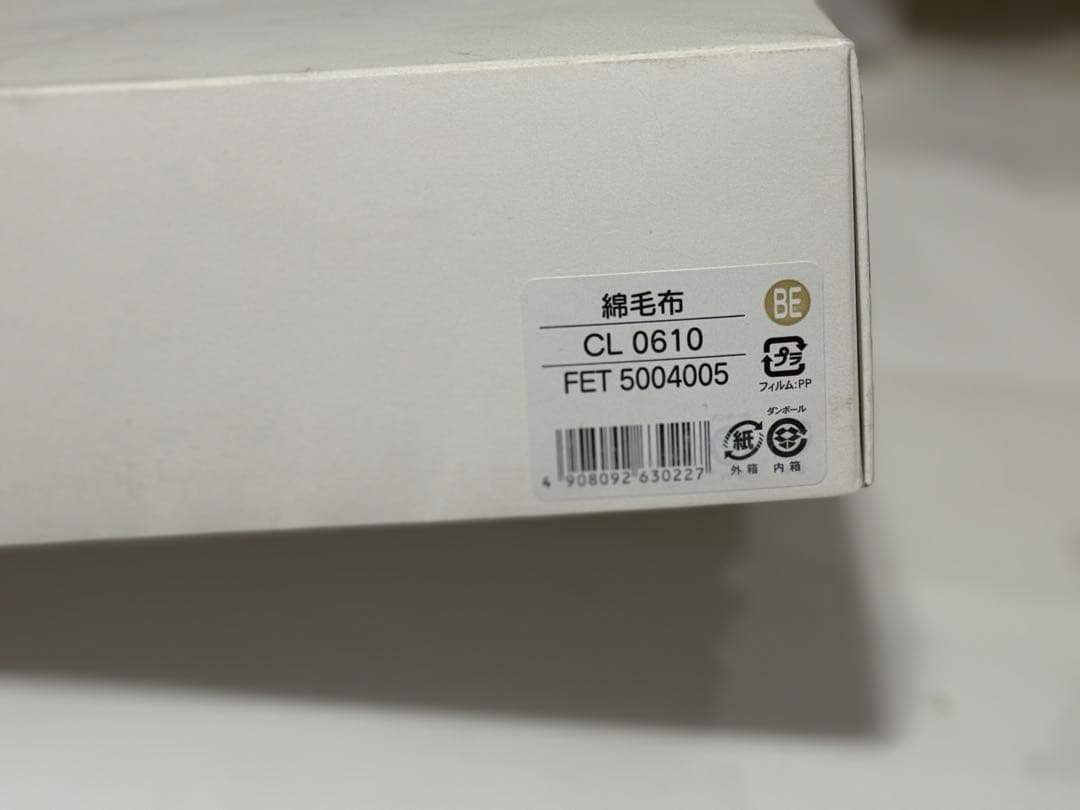 綿毛布
BE
CL 0610
プラ
FET 5004005
フィルム:PP
ダンボール
紙
外箱
内箱
4 908092 630227